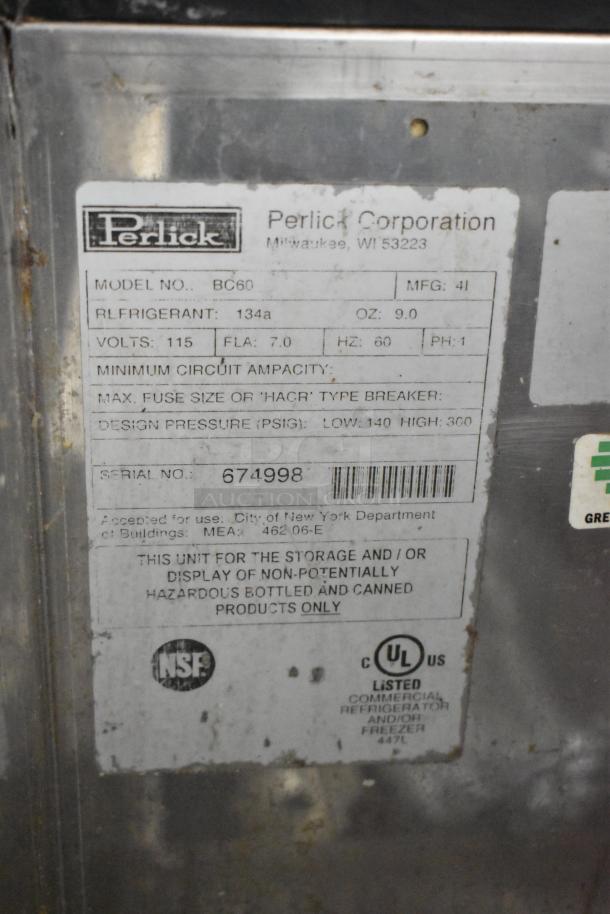 Perlick
Perlick Corporation
Milwaukee, WI 53223
MODEL NO.: BC60 MFG: 4I
REFRIGERANT: 134a OZ: 9.0
VOLTS: 115 FLA: 7.0 HZ: 60 PH: 1
MINIMUM CIRCUIT AMPACITY:
MAX. FUSE SIZE OR 'HACR' TYPE BREAKER:
DESIGN PRESSURE (PSIG): LOW: 140 HIGH: 300
SERIAL NO.: 674998
AUCTION
Accepted for use: City of New York Department
of Buildings: MEA: 462-06-E
THIS UNIT FOR THE STORAGE AND / OR
DISPLAY OF NON-POTENTIALLY
HAZARDOUS BOTTLED AND CANNED
PRODUCTS ONLY
NSF
C UL US
LISTED
COMMERCIAL
REFRIGERATOR
AND/OR
FREEZER
447L
GRE